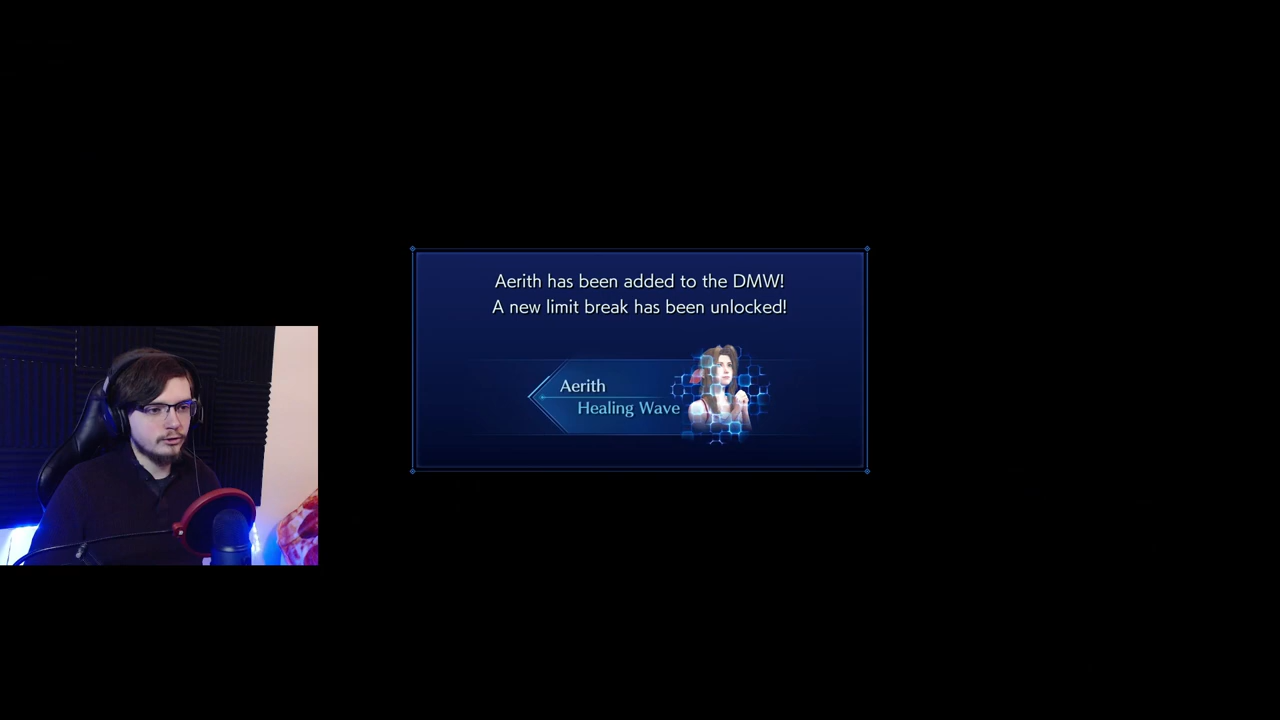 Aerith has been added to the DMW!
A new limit break has been unlocked!
Aerith
Healing Wave